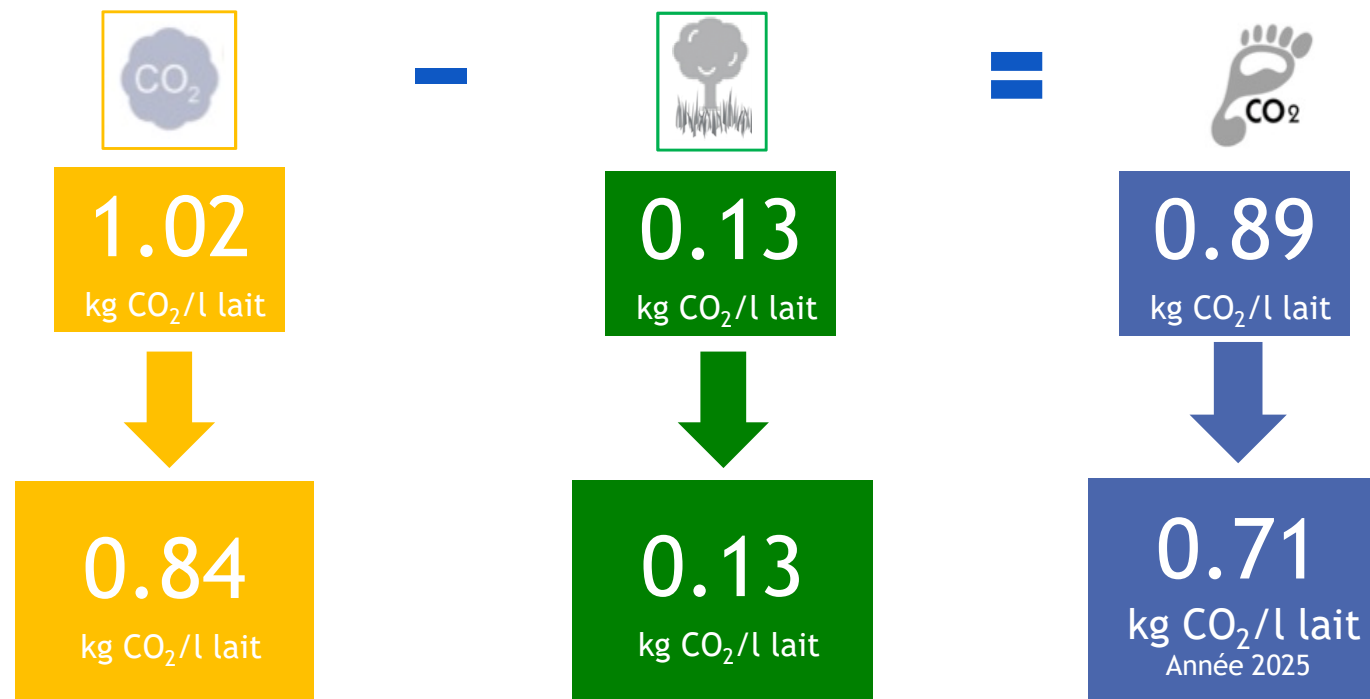 CO₂
CO2
1.02
kg CO₂/l lait
0.13
kg CO₂/l lait
0.89
kg CO₂/l lait
0.84
kg CO₂/l lait
0.13
kg CO₂/l lait
0.71
kg CO₂/l lait
Année 2025